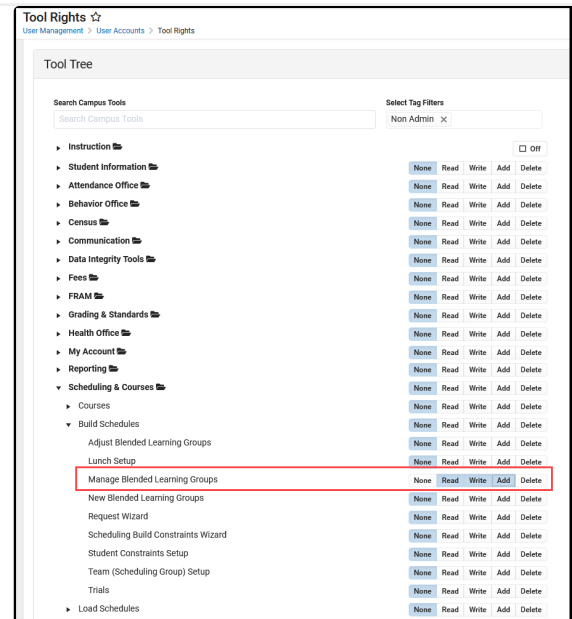 Tool Rights
User Management > User Accounts > Tool Rights
Tool Tree
Search Campus Tools Select Tag Filters
Search Campus Tools Non Admin ×
Instruction Off
Student Information None Read Write Add Delete
Attendance Office None Read Write Add Delete
Behavior Office None Read Write Add Delete
Census None Read Write Add Delete
Communication None Read Write Add Delete
Data Integrity Tools None Read Write Add Delete
Fees None Read Write Add Delete
FRAM None Read Write Add Delete
Grading & Standards None Read Write Add Delete
Health Office None Read Write Add Delete
My Account None Read Write Add Delete
Reporting None Read Write Add Delete
Scheduling & Courses None Read Write Add Delete
Courses None Read Write Add Delete
Build Schedules None Read Write Add Delete
Adjust Blended Learning Groups None Read Write Add Delete
Lunch Setup None Read Write Add Delete
Manage Blended Learning Groups None Read Write Add Delete
New Blended Learning Groups None Read Write Add Delete
Request Wizard None Read Write Add Delete
Scheduling Build Constraints Wizard None Read Write Add Delete
Student Constraints Setup None Read Write Add Delete
Team (Scheduling Group) Setup None Read Write Add Delete
Trials None Read Write Add Delete
Load Schedules None Read Write Add Delete